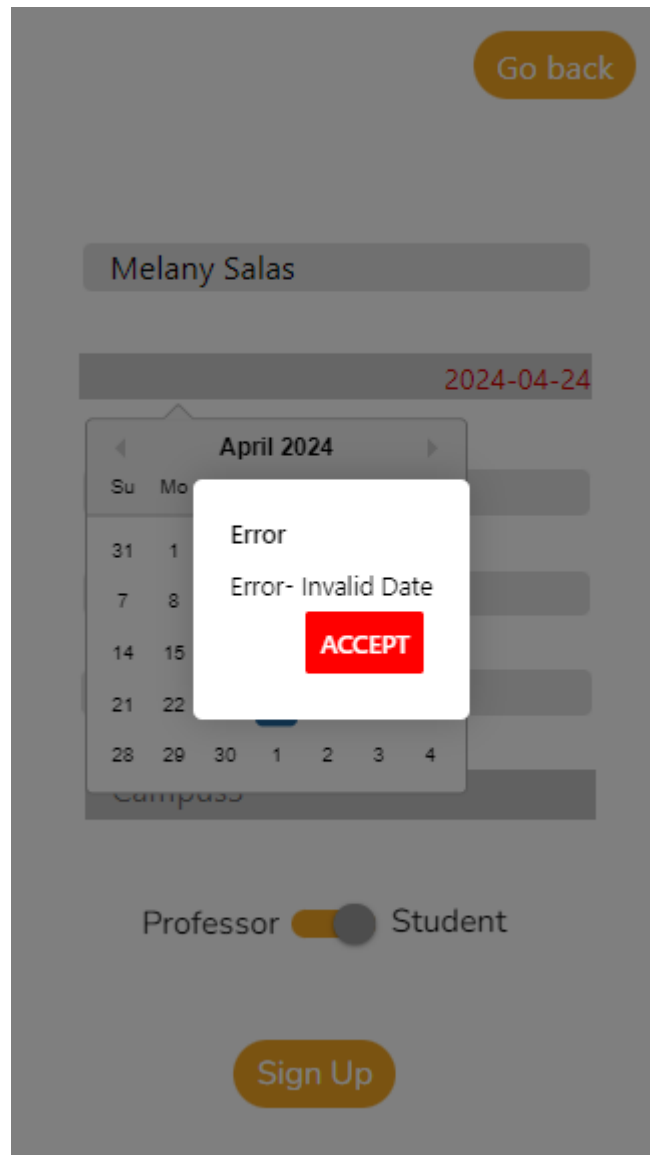 Go back
Melany Salas
2024-04-24
April 2024
Su Mo
31 1
7 8
14 15
21 22
28 29 30 1 2 3 4
Error
Error- Invalid Date
ACCEPT
Professor Student
Sign Up